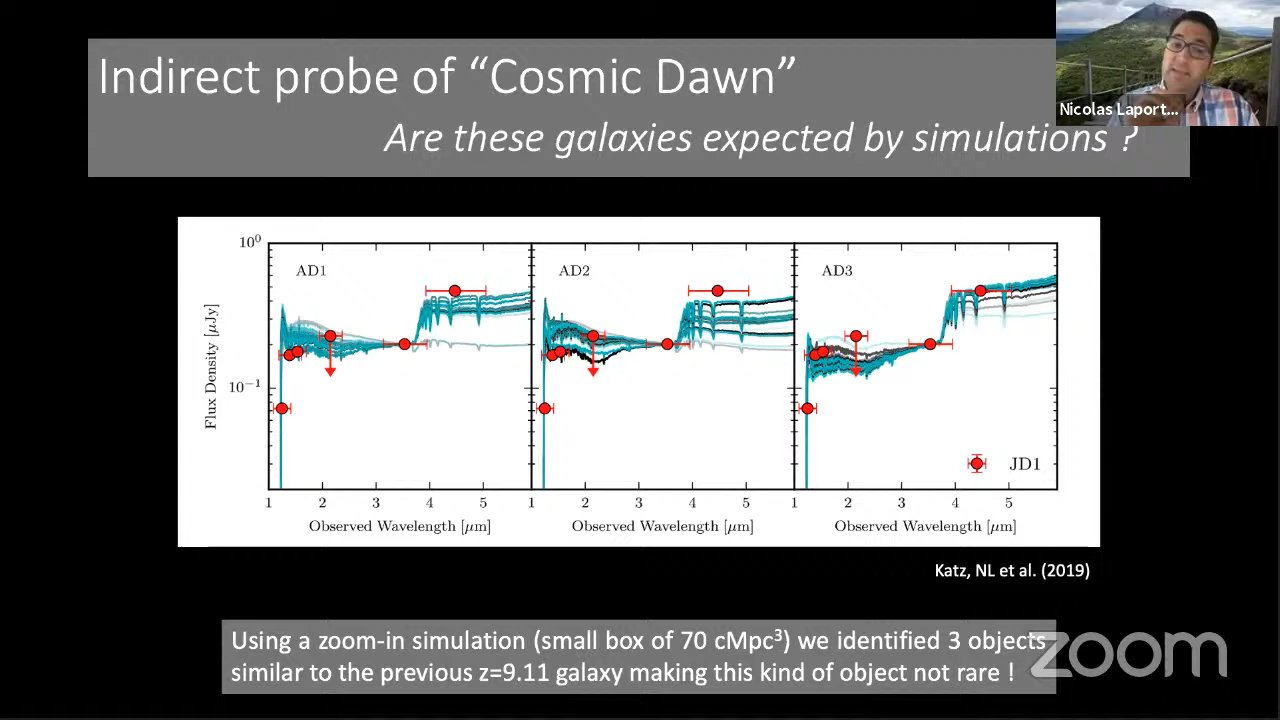 Indirect probe of “Cosmic Dawn”
Are these galaxies expected by simulations ?
Nicolas Laport...
10⁰
10⁻¹
Flux Density [μJy]
AD1
AD2
AD3
JD1
1 2 3 4 5 1 2 3 4 5 1 2 3 4 5
Observed Wavelength [μm] Observed Wavelength [μm] Observed Wavelength [μm]
Katz, NL et al. (2019)
Using a zoom-in simulation (small box of 70 cMpc³) we identified 3 objects
similar to the previous z=9.11 galaxy making this kind of object not rare !
zoom